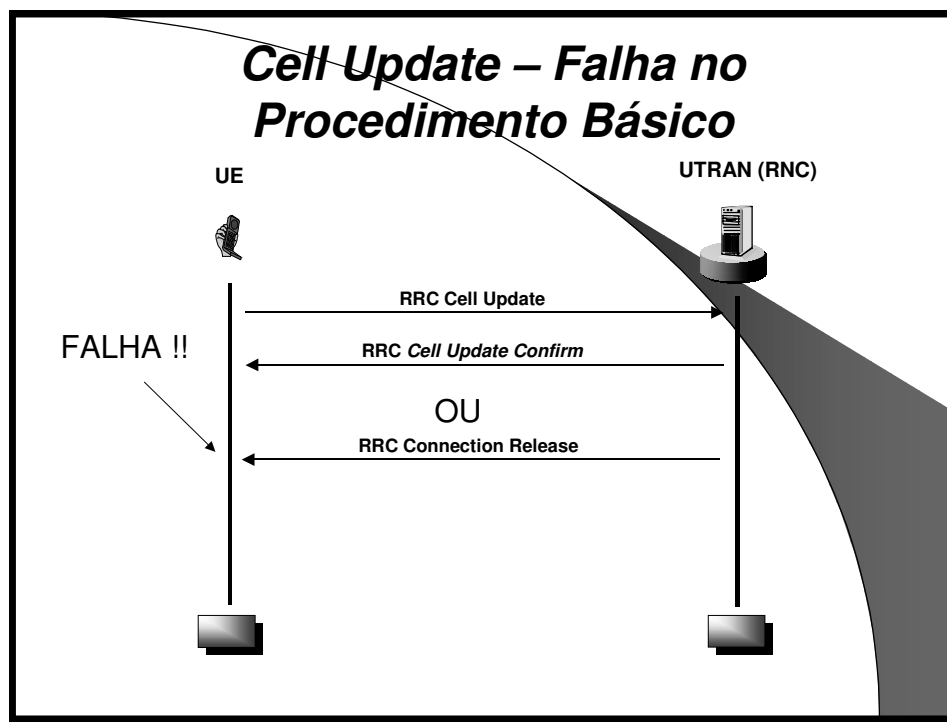 Cell Update – Falha no
Procedimento Básico
UE
UTRAN (RNC)
RRC Cell Update
FALHA !!
RRC Cell Update Confirm
OU
RRC Connection Release